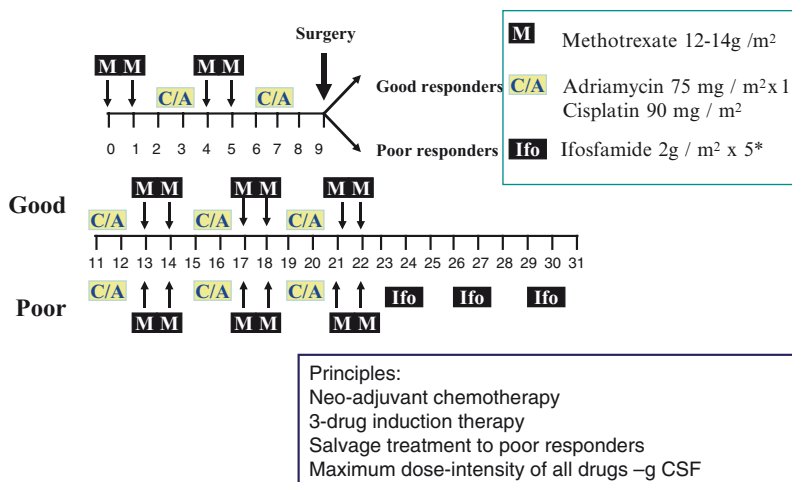 Surgery
M M M M
C/A C/A
Good responders
Poor responders
0 1 2 3 4 5 6 7 8 9
M Methotrexate 12-14g /m²
C/A Adriamycin 75 mg / m²x 1
Cisplatin 90 mg / m²
Ifo Ifosfamide 2g / m² x 5*
M M M M M M
Good
C/A C/A C/A
11 12 13 14 15 16 17 18 19 20 21 22 23 24 25 26 27 28 29 30 31
C/A C/A C/A Ifo Ifo Ifo
Poor
M M M M M M
Principles:
Neo-adjuvant chemotherapy
3-drug induction therapy
Salvage treatment to poor responders
Maximum dose-intensity of all drugs –g CSF